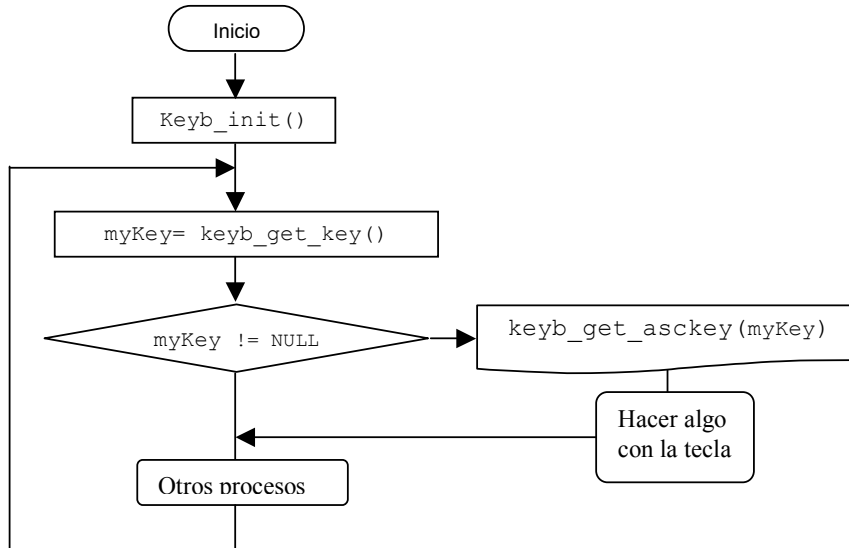 Inicio
Keyb_init()
myKey= keyb_get_key()
myKey != NULL
keyb_get_asckey(myKey)
Hacer algo
con la tecla
Otros procesos